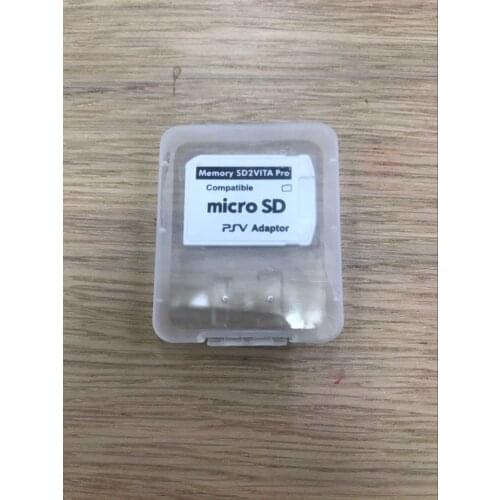 Memory SD2VITA Pro
Compatible
micro SD
PSV Adaptor